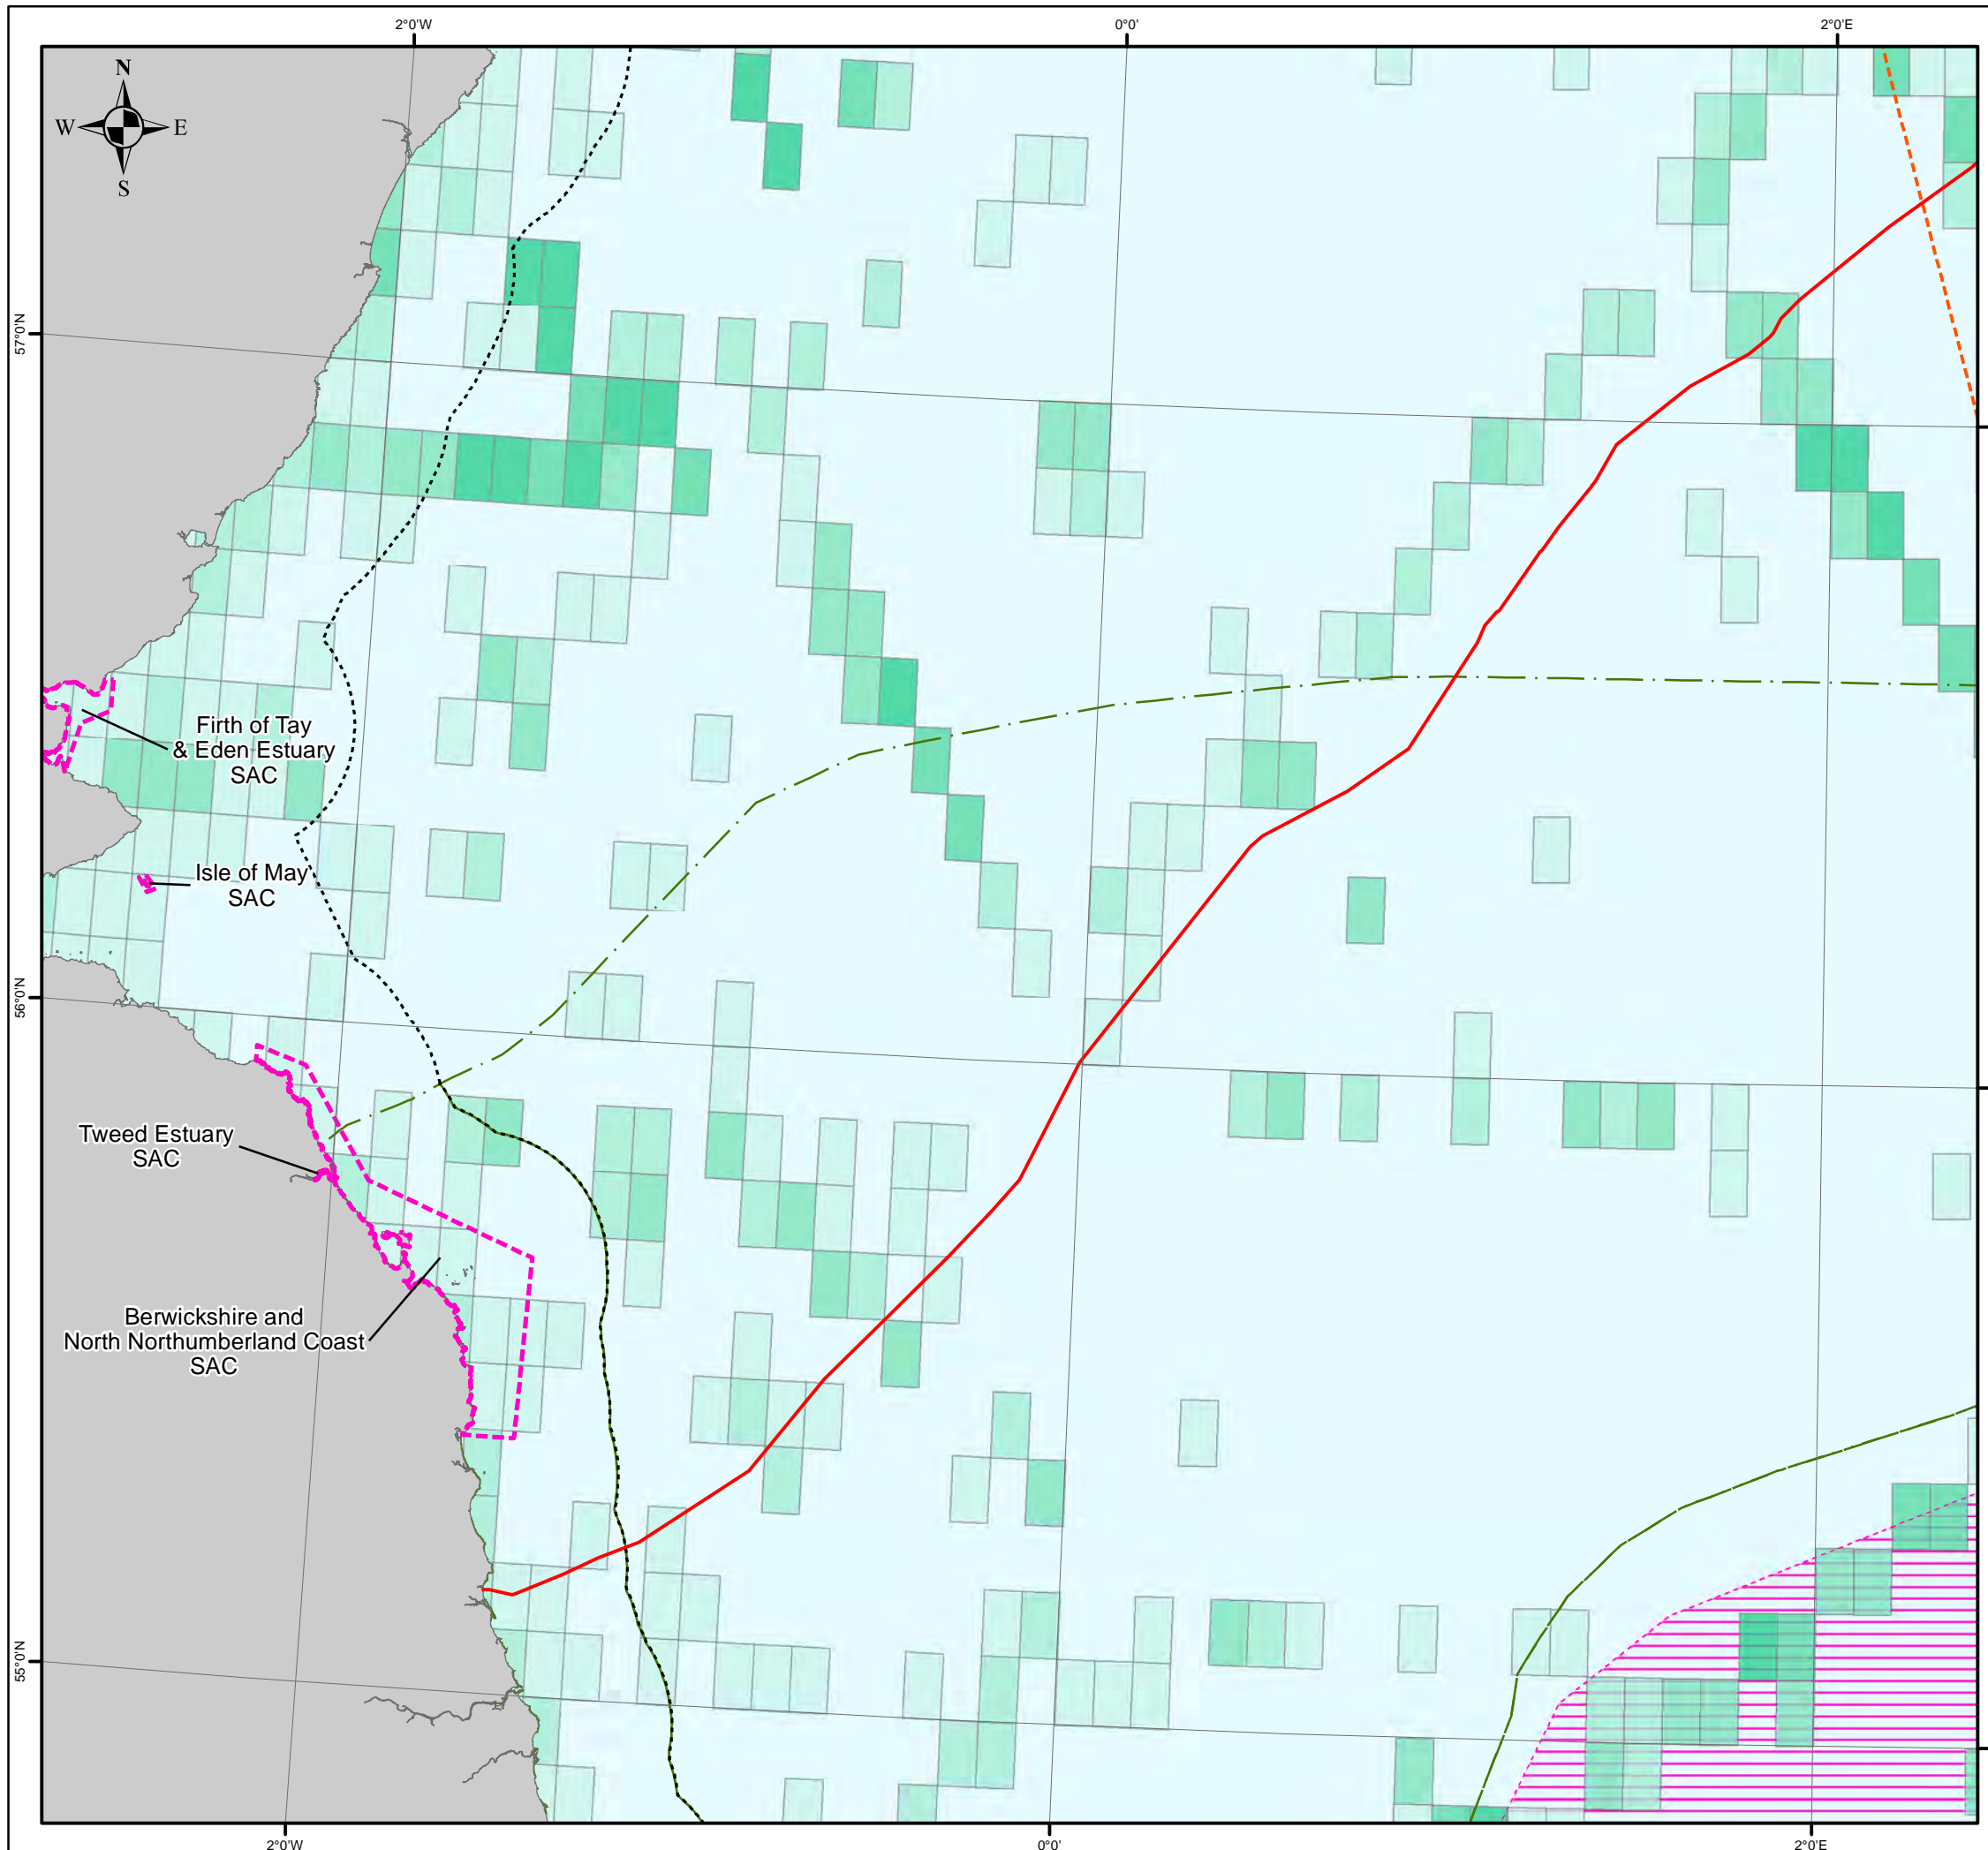 2°0'W
0°0'
2°0'E
N
W
E
S
57°0'N
Firth of Tay
& Eden Estuary
SAC
Isle of May
SAC
56°0'N
Tweed Estuary
SAC
Berwickshire and
North Northumberland Coast
SAC
55°0'N
2°0'W
0°0'
2°0'E